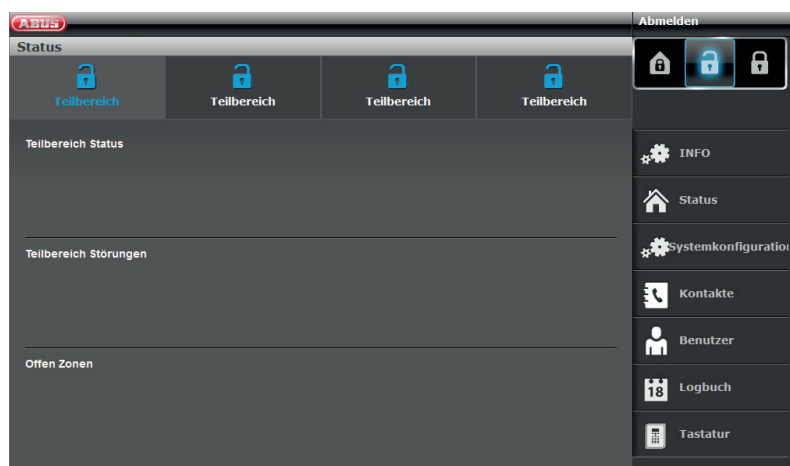 ABUS
Abmelden
Status
Teilbereich Teilbereich Teilbereich Teilbereich
Teilbereich Status
Teilbereich Störungen
Offen Zonen
INFO
Status
Systemkonfiguration
Kontakte
Benutzer
18 Logbuch
Tastatur